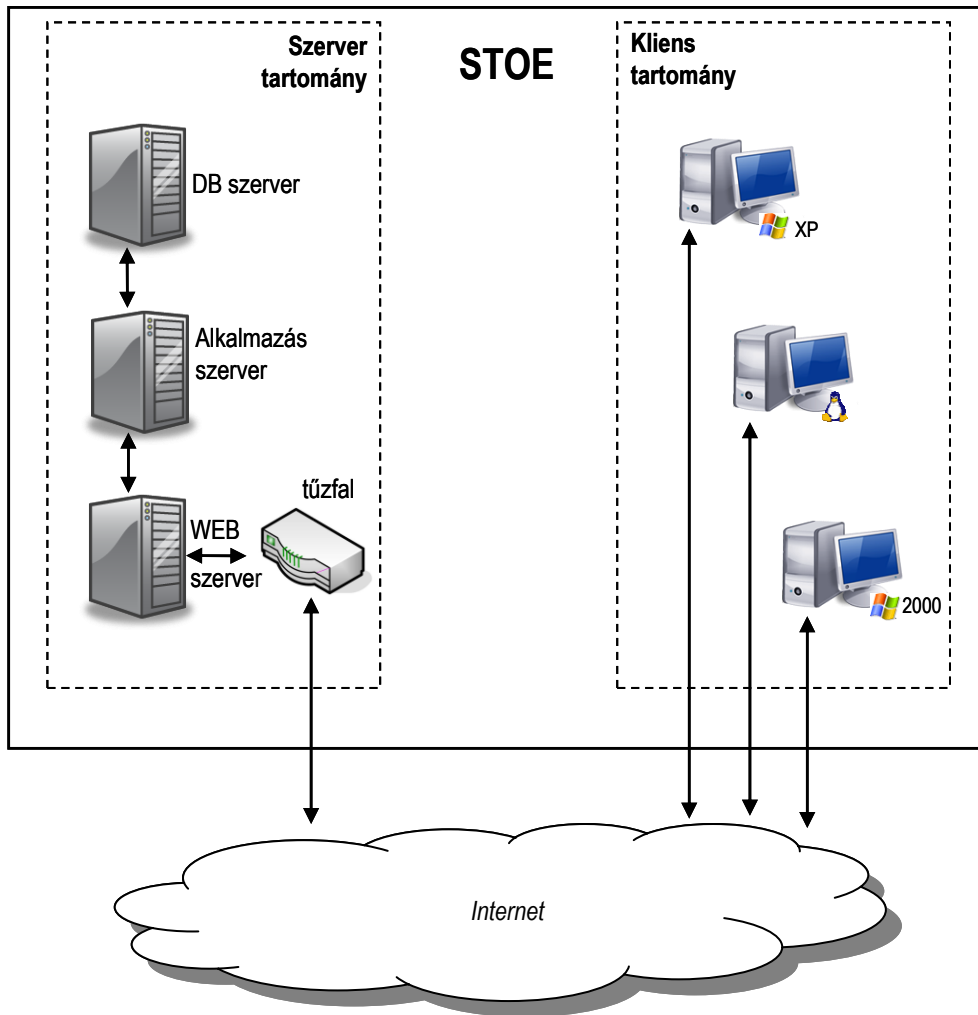 Szerver
tartomány
STOE
Kliens
tartomány
DB szerver
XP
Alkalmazás
szerver
tűzfal
WEB
szerver
2000
Internet